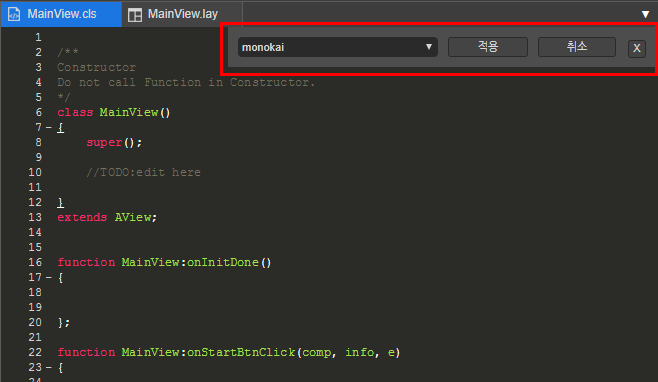 MainView.cls MainView.lay
monokai 적용 취소 X
1
2 /**
3 Constructor
4 Do not call Function in Constructor.
5 */
6 class MainView()
7 {
8 super();
9
10 //TODO:edit here
11
12 }
13 extends AView;
14
15
16 function MainView:onInitDone()
17 {
18
19
20 };
21
22 function MainView:onStartBtnClick(comp, info, e)
23 {
24